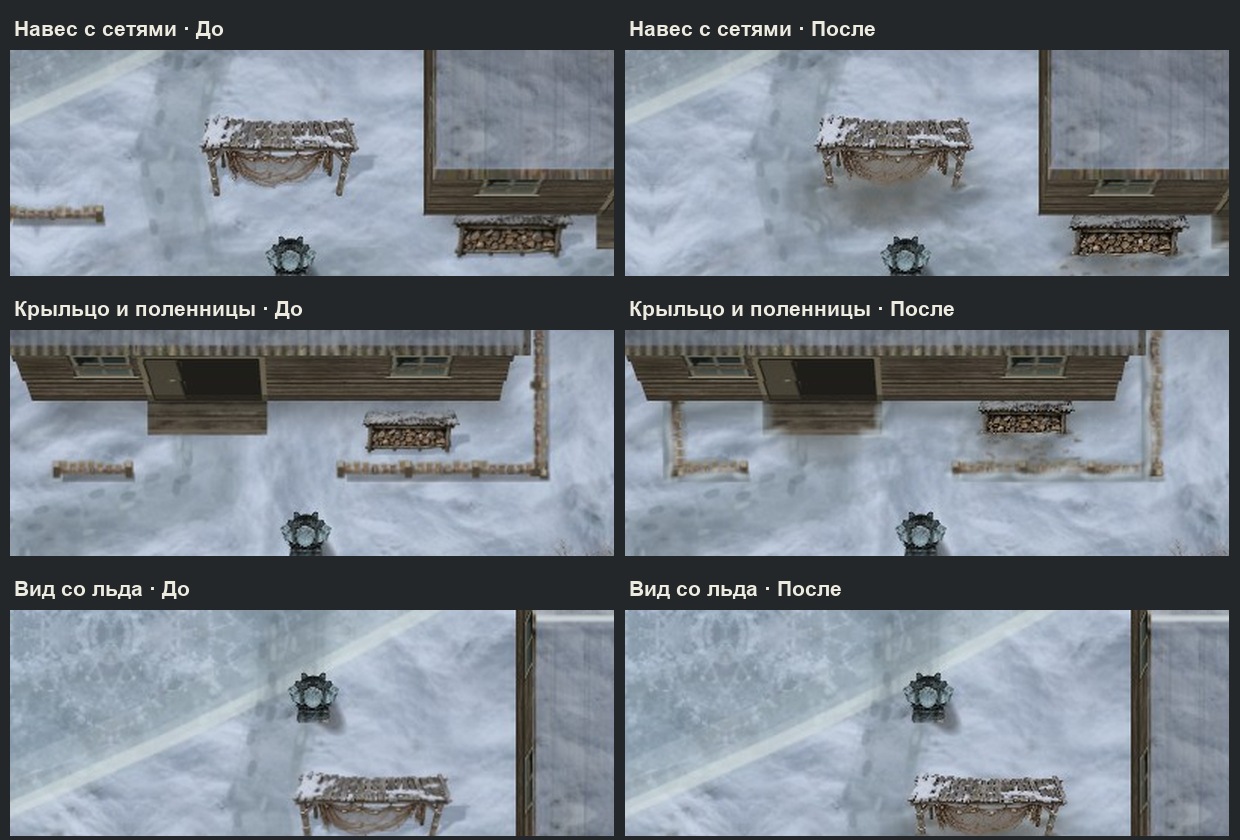 Навес с сетями · До
Навес с сетями · После
Крыльцо и поленницы · До
Крыльцо и поленницы · После
Вид со льда · До
Вид со льда · После